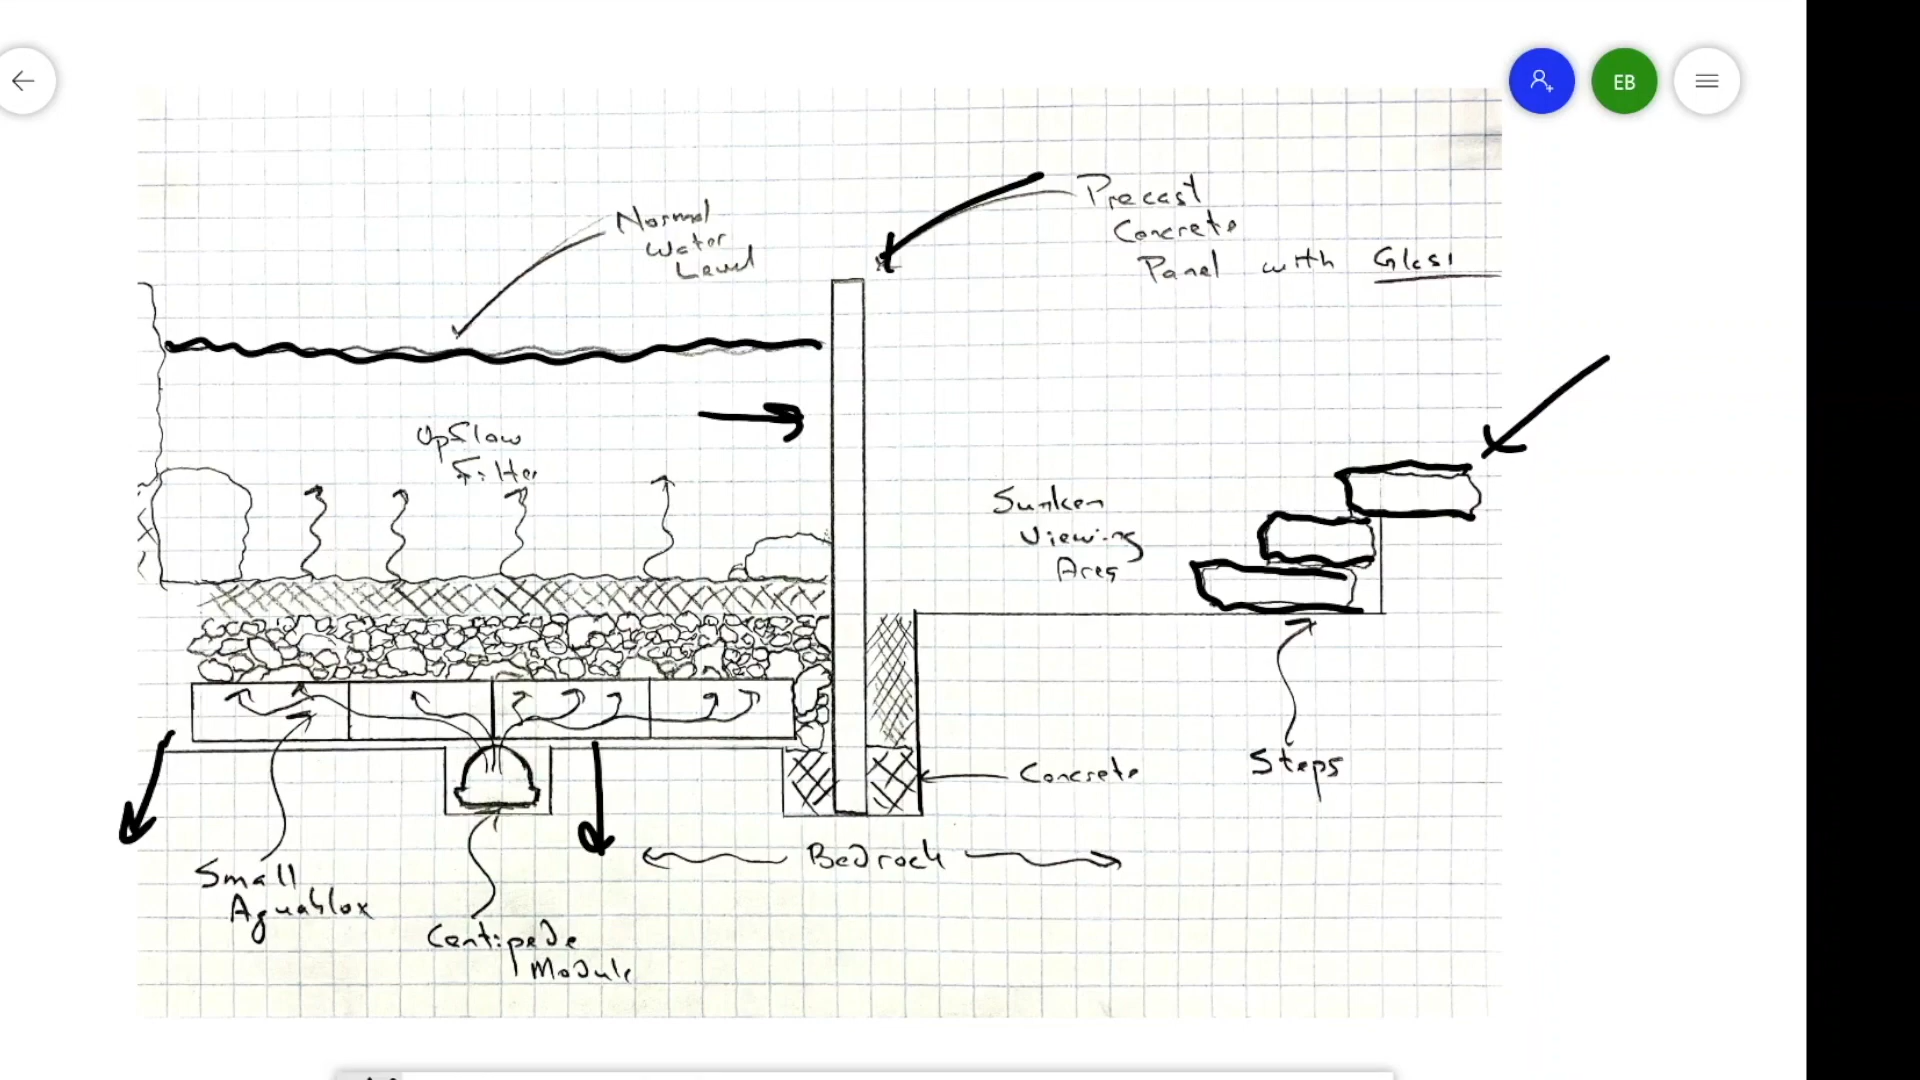 EB
Normal
Water
Level
Precast
Concrete
Panel with Glass
Upflow
Filter
Sunken
Viewing
Area
Concrete
Steps
Bedrock
Small
Aquablox
Centipede
Module